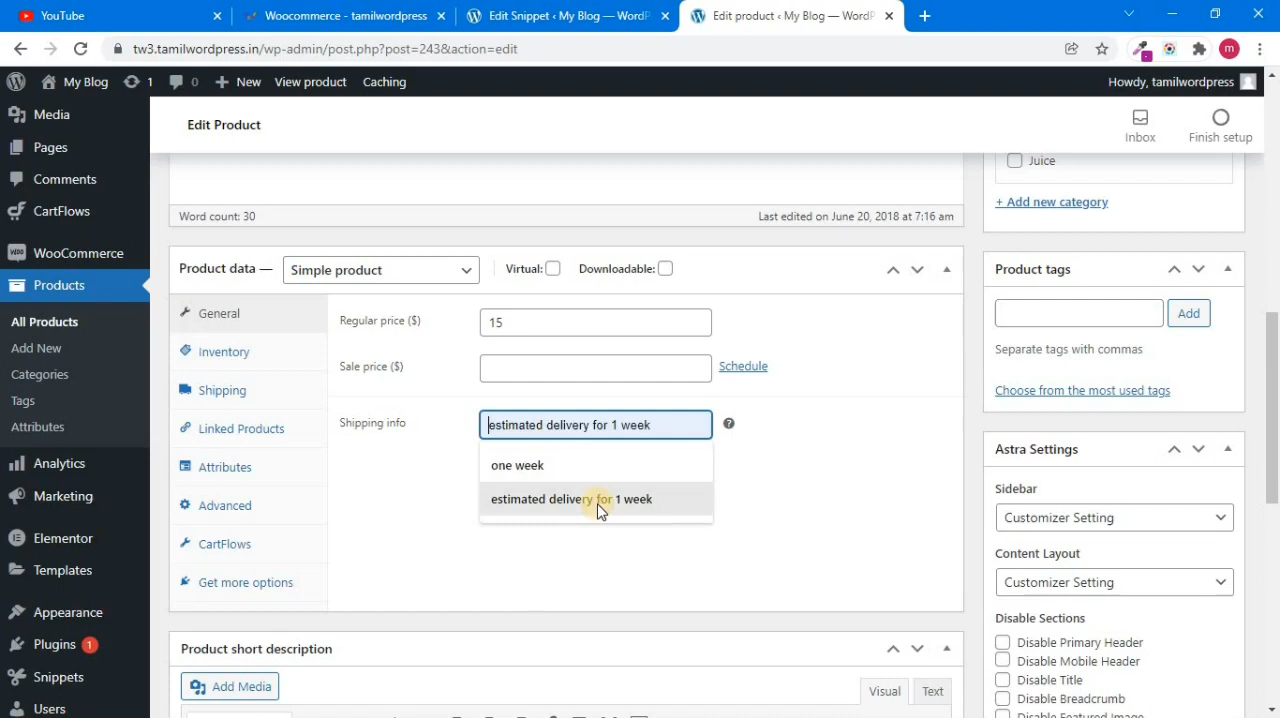 YouTube
Woocommerce - tamilwordpress
Edit Snippet ‹ My Blog — WordP
Edit product ‹ My Blog — WordP
tw3.tamilwordpress.in/wp-admin/post.php?post=243&action=edit
m
My Blog
1
0
New
View product
Caching
Howdy, tamilwordpress
Media
Pages
Comments
CartFlows
WooCommerce
Products
All Products
Add New
Categories
Tags
Attributes
Analytics
Marketing
Elementor
Templates
Appearance
Plugins 1
Snippets
Users
Edit Product
Inbox
Finish setup
Word count: 30
Last edited on June 20, 2018 at 7:16 am
Product data —
Simple product
Virtual:
Downloadable:
General
Inventory
Shipping
Linked Products
Attributes
Advanced
CartFlows
Get more options
Regular price ($)
15
Sale price ($)
Schedule
Shipping info
estimated delivery for 1 week
one week
estimated delivery for 1 week
Product short description
Add Media
Visual
Text
Juice
+ Add new category
Product tags
Add
Separate tags with commas
Choose from the most used tags
Astra Settings
Sidebar
Customizer Setting
Content Layout
Customizer Setting
Disable Sections
Disable Primary Header
Disable Mobile Header
Disable Title
Disable Breadcrumb
Disable Featured Image